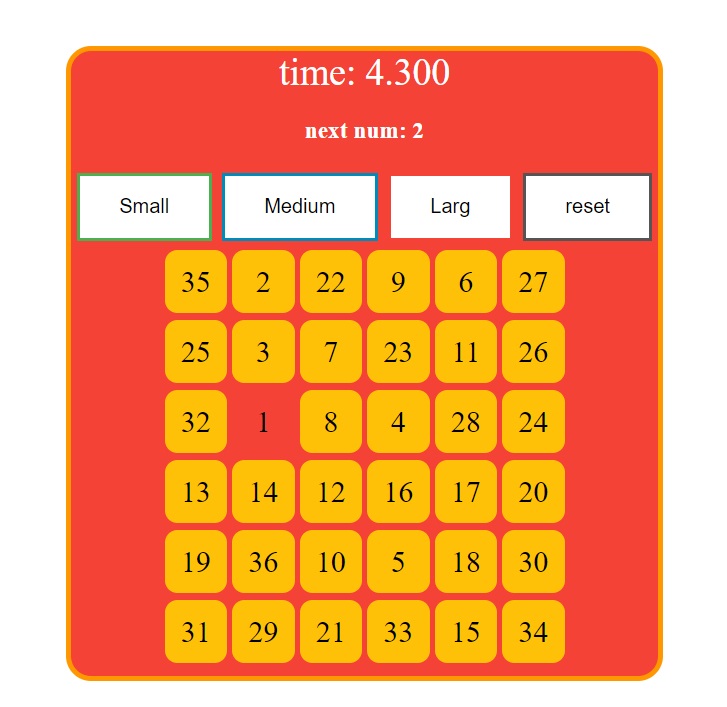 time: 4.300
next num: 2
Small Medium Larg reset
35 2 22 9 6 27
25 3 7 23 11 26
32 1 8 4 28 24
13 14 12 16 17 20
19 36 10 5 18 30
31 29 21 33 15 34